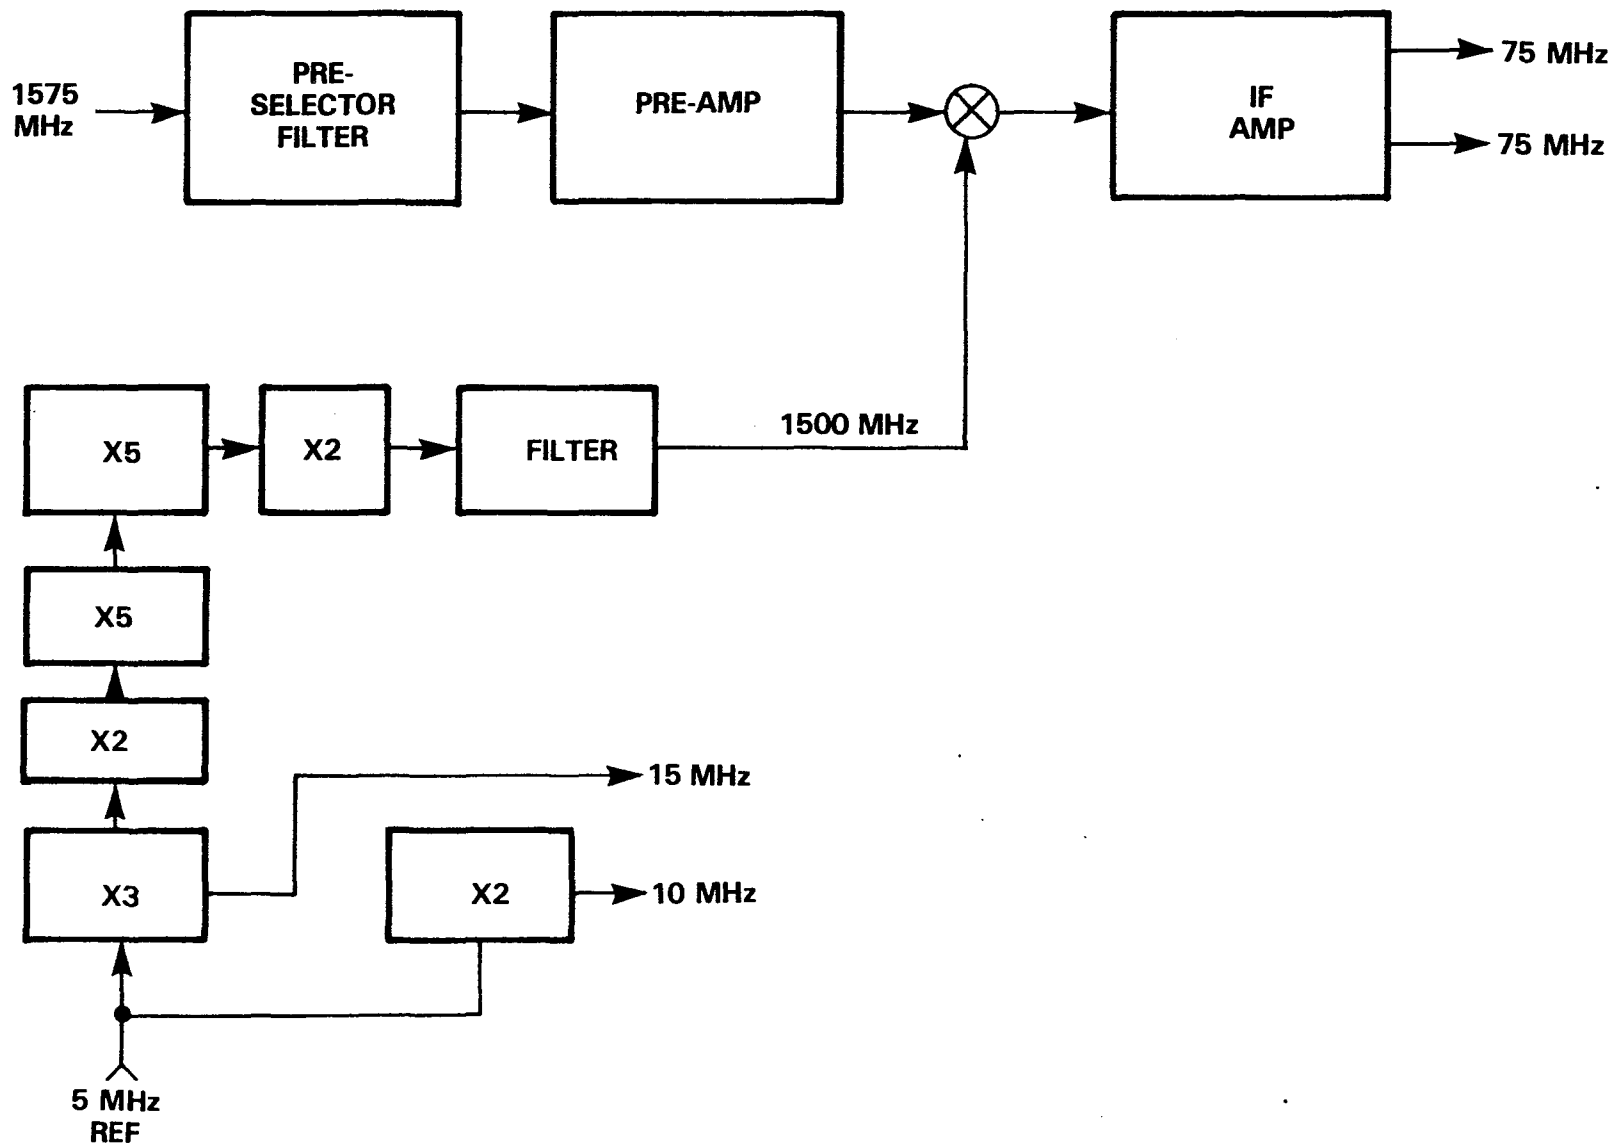 1575
MHz
PRE-
SELECTOR
FILTER
PRE-AMP
IF
AMP
75 MHz
75 MHz
X5
X2
FILTER
1500 MHz
X5
X2
15 MHz
X3
X2
10 MHz
5 MHz
REF